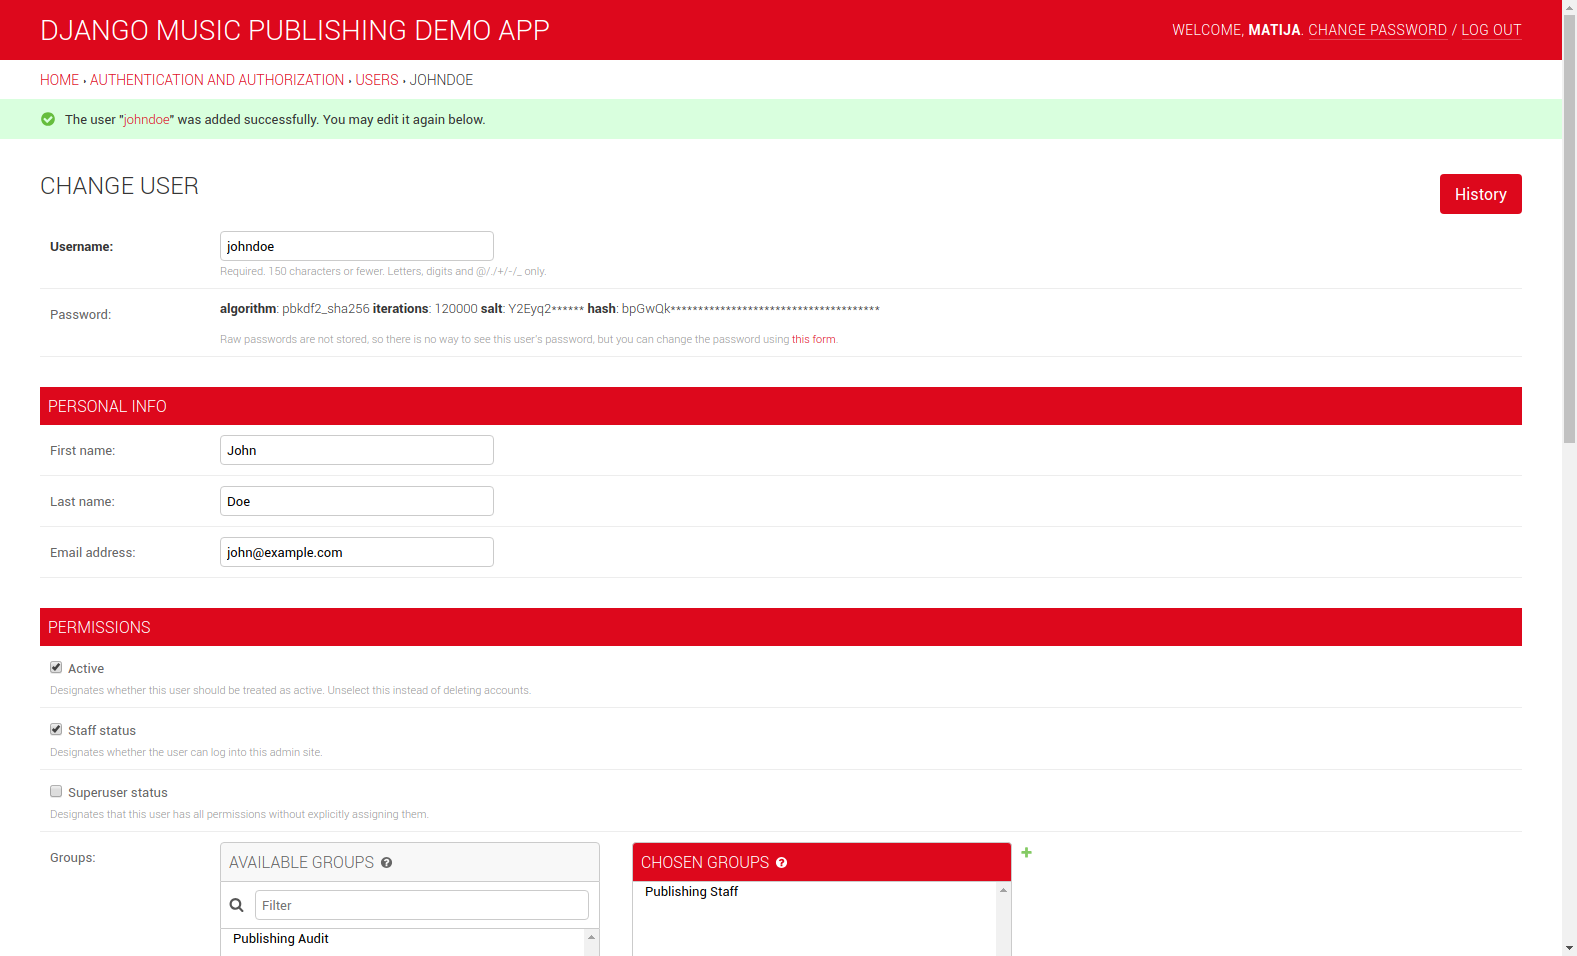 DJANGO MUSIC PUBLISHING DEMO APP
WELCOME, MATIJA. CHANGE PASSWORD / LOG OUT
HOME › AUTHENTICATION AND AUTHORIZATION › USERS › JOHNDOE
The user "johndoe" was added successfully. You may edit it again below.
CHANGE USER
History
Username:
johndoe
Required. 150 characters or fewer. Letters, digits and @/./+/-/_ only.
Password:
algorithm: pbkdf2_sha256 iterations: 120000 salt: Y2Eyq2****** hash: bpGwQk**************************************
Raw passwords are not stored, so there is no way to see this user's password, but you can change the password using this form.
PERSONAL INFO
First name:
John
Last name:
Doe
Email address:
john@example.com
PERMISSIONS
Active
Designates whether this user should be treated as active. Unselect this instead of deleting accounts.
Staff status
Designates whether the user can log into this admin site.
Superuser status
Designates that this user has all permissions without explicitly assigning them.
Groups:
AVAILABLE GROUPS ?
Filter
Publishing Audit
CHOSEN GROUPS ?
Publishing Staff